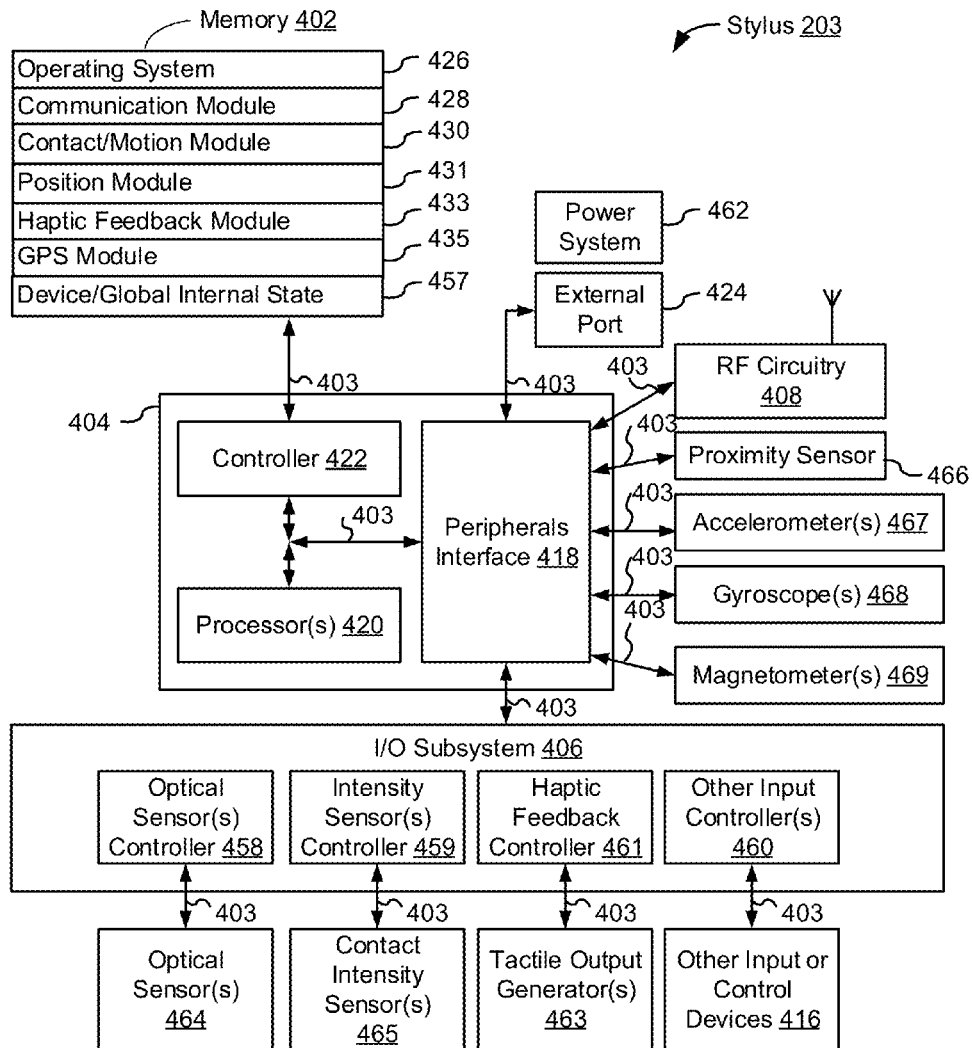 Memory 402
Stylus 203
Operating System
426
Communication Module
428
Contact/Motion Module
430
Position Module
431
Haptic Feedback Module
433
GPS Module
435
Device/Global Internal State
457
Power
System
462
External
Port
424
403
403
403
RF Circuitry
408
404
Controller 422
403
Peripherals
Interface 418
Processor(s) 420
403
Proximity Sensor
466
403
Accelerometer(s) 467
403
Gyroscope(s) 468
403
Magnetometer(s) 469
403
I/O Subsystem 406
Optical
Sensor(s)
Controller 458
Intensity
Sensor(s)
Controller 459
Haptic
Feedback
Controller 461
Other Input
Controller(s)
460
403
403
403
403
Optical
Sensor(s)
464
Contact
Intensity
Sensor(s)
465
Tactile Output
Generator(s)
463
Other Input or
Control
Devices 416